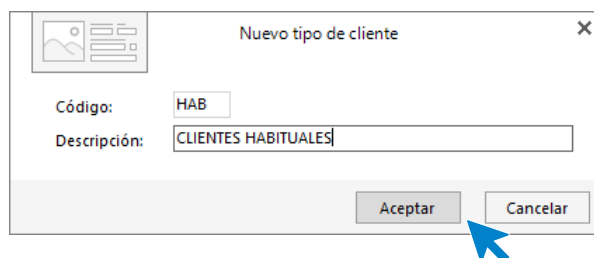 Nuevo tipo de cliente
Código: HAB
Descripción: CLIENTES HABITUALES
Aceptar Cancelar